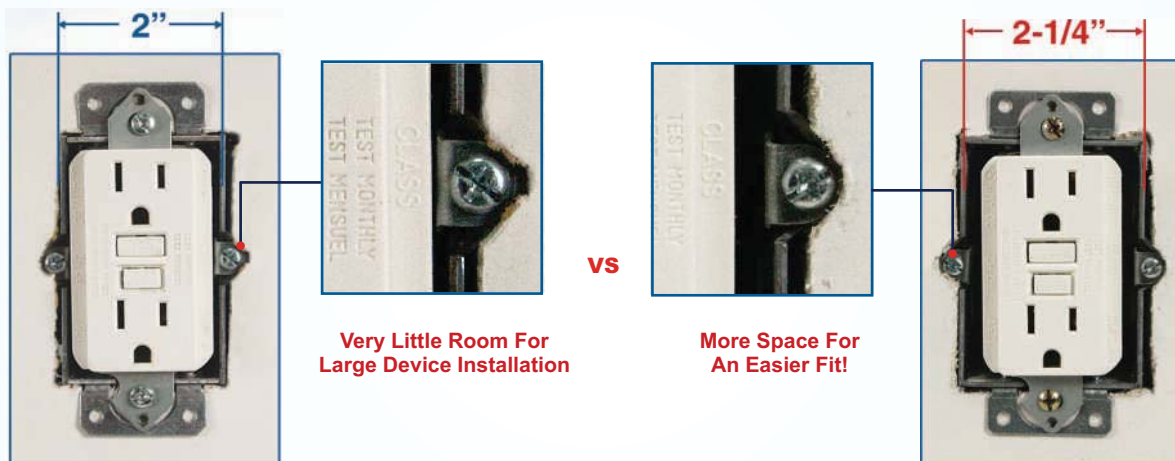 2”
2-1/4”
TEST MENSUEL
TEST MONTHLY
CLASS
vs
CLASS
TEST MONTHLY
Very Little Room For
Large Device Installation
More Space For
An Easier Fit!